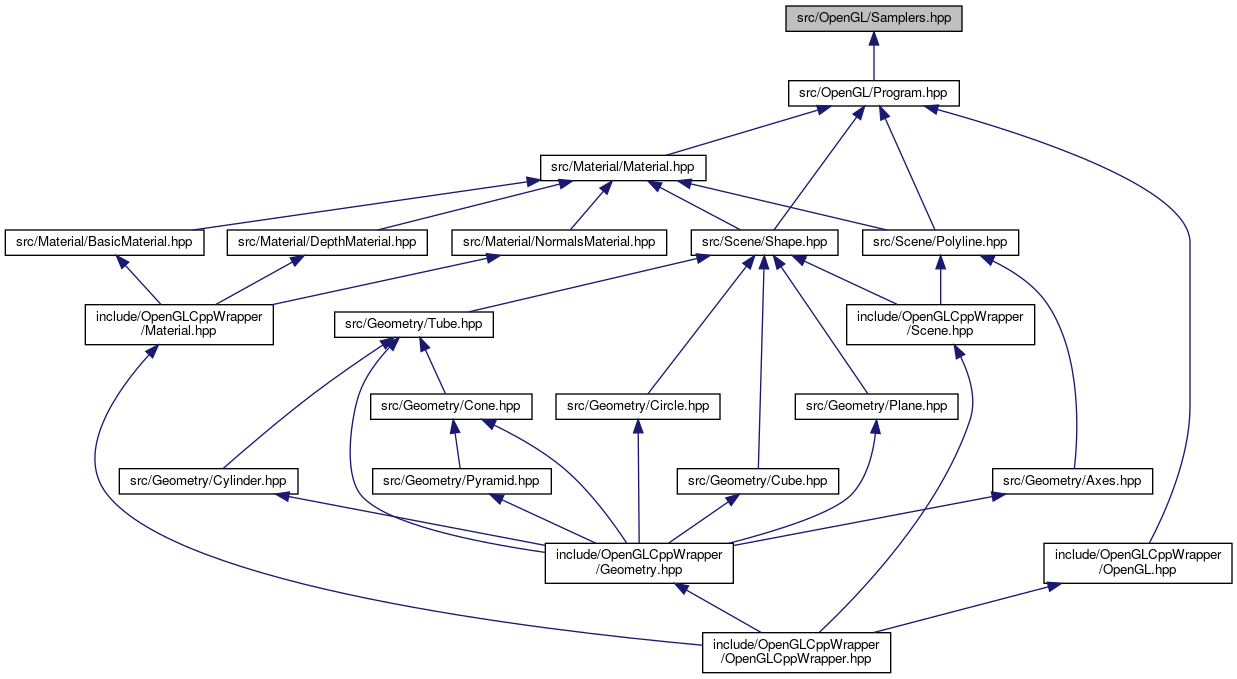 src/OpenGL/Samplers.hpp
src/OpenGL/Program.hpp
src/Material/Material.hpp
src/Material/BasicMaterial.hpp
src/Material/DepthMaterial.hpp
src/Material/NormalsMaterial.hpp
src/Scene/Shape.hpp
src/Scene/Polyline.hpp
include/OpenGLCppWrapper
/Material.hpp
src/Geometry/Tube.hpp
include/OpenGLCppWrapper
/Scene.hpp
src/Geometry/Cone.hpp
src/Geometry/Circle.hpp
src/Geometry/Plane.hpp
src/Geometry/Cylinder.hpp
src/Geometry/Pyramid.hpp
src/Geometry/Cube.hpp
src/Geometry/Axes.hpp
include/OpenGLCppWrapper
/Geometry.hpp
include/OpenGLCppWrapper
/OpenGL.hpp
include/OpenGLCppWrapper
/OpenGLCppWrapper.hpp